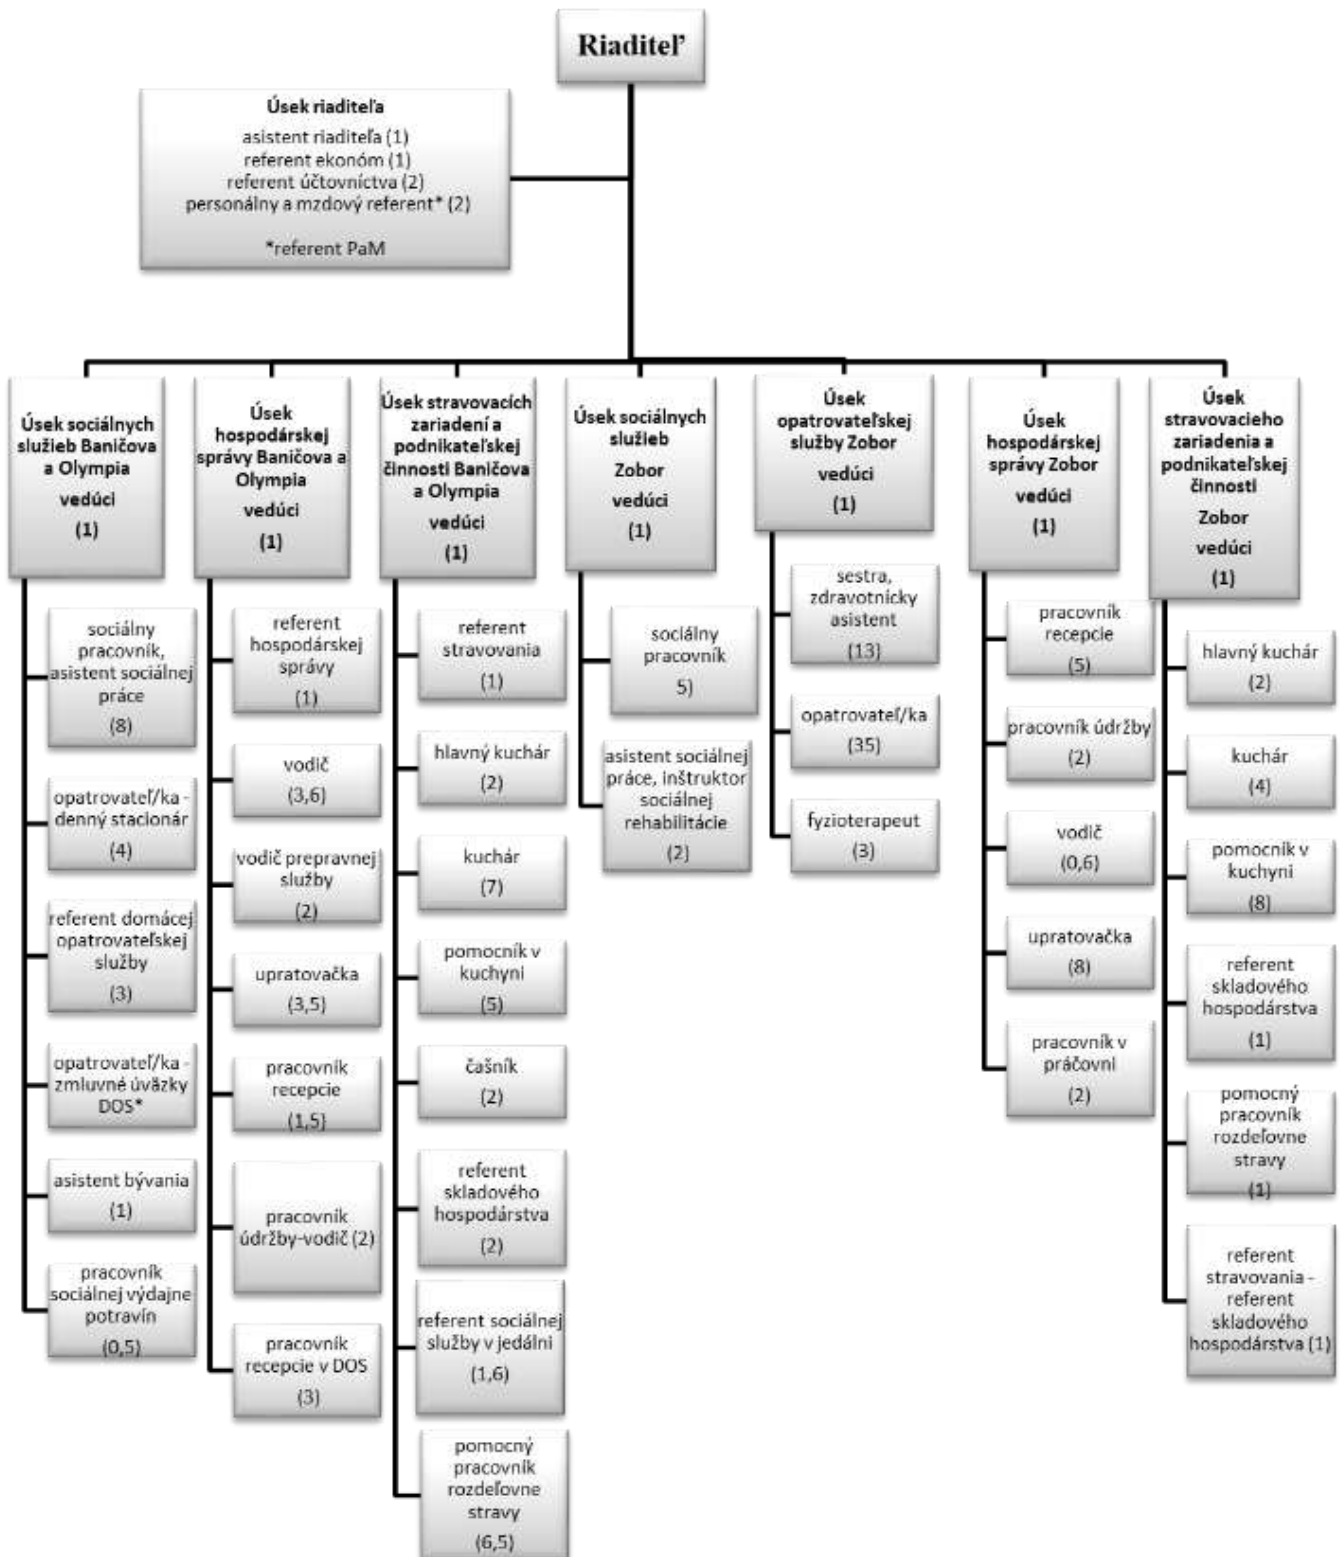 Riaditeľ
Úsek riaditeľa
asistent riaditeľa (1)
referent ekonóm (1)
referent účtovníctva (2)
personálny a mzdový referent* (2)
*referent PaM
Úsek sociálnych
služieb Baničova
a Olympia
vedúci
(1)
sociálny
pracovník,
asistent sociálnej
práce
(8)
opatrovateľ/ka -
denný stacionár
(4)
referent domácej
opatrovateľskej
služby
(3)
opatrovateľ/ka -
zmluvné úväzky
DOS*
asistent bývania
(1)
pracovník
sociálnej výdajne
potravín
(0,5)
Úsek
hospodárskej
správy Baničova a
Olympia
vedúci
(1)
referent
hospodárskej
správy
(1)
vodič
(3,6)
vodič prepravnej
služby
(2)
upratovačka
(3,5)
pracovník
recepcie
(1,5)
pracovník
údržby-vodič (2)
pracovník
recepcie v DOS
(3)
Úsek stravovacích
zariadení a
podnikateľskej
činnosti Baničova
a Olympia
vedúci
(1)
referent
stravovania
(1)
hlavný kuchár
(2)
kuchár
(7)
pomocník v
kuchyni
(5)
čašník
(2)
referent
skladového
hospodárstva
(2)
referent sociálnej
služby v jedálni
(1,6)
pomocný
pracovník
rozdeľovne
stravy
(6,5)
Úsek sociálnych
služieb
Zobor
vedúci
(1)
sociálny
pracovník
5)
asistent sociálnej
práce, inštruktor
sociálnej
rehabilitácie
(2)
Úsek
opatrovateľskej
služby Zobor
vedúci
(1)
sestra,
zdravotnícky
asistent
(13)
opatrovateľ/ka
(35)
fyzioterapeut
(3)
Úsek
hospodárskej
správy Zobor
vedúci
(1)
pracovník
recepcie
(5)
pracovník údržby
(2)
vodič
(0,6)
upratovačka
(8)
pracovník v
práčovni
(2)
Úsek
stravovacieho
zariadenia a
podnikateľskej
činnosti
Zobor
vedúci
(1)
hlavný kuchár
(2)
kuchár
(4)
pomocník v
kuchyni
(8)
referent
skladového
hospodárstva
(1)
pomocný
pracovník
rozdeľovne
stravy
(1)
referent
stravovania -
referent
skladového
hospodárstva (1)